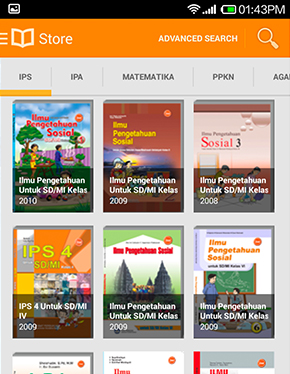 01:43PM
Store
ADVANCED SEARCH
IPS
IPA
MATEMATIKA
PPKN
AGA
Ilmu
Pengetahuan
Sosial
Ilmu Pengetahuan
Untuk SD/MI Kelas
2010
Ilmu
Pengetahuan
Sosial
Ilmu Pengetahuan
Untuk SD/MI Kelas
2009
Ilmu Pengetahuan
Sosial 3
Ilmu Pengetahuan
Untuk SD/MI Kelas
2008
IPS 4
SD/MI
IPS 4 Untuk SD/MI
IV
2009
Ilmu
Pengetahuan
Sosial
Ilmu Pengetahuan
Untuk SD/MI Kelas
2009
Ilmu
Pengetahuan
Sosial
untuk SD/MI Kelas VI
6
Ilmu Pengetahuan
Untuk SD/MI Kelas
2009